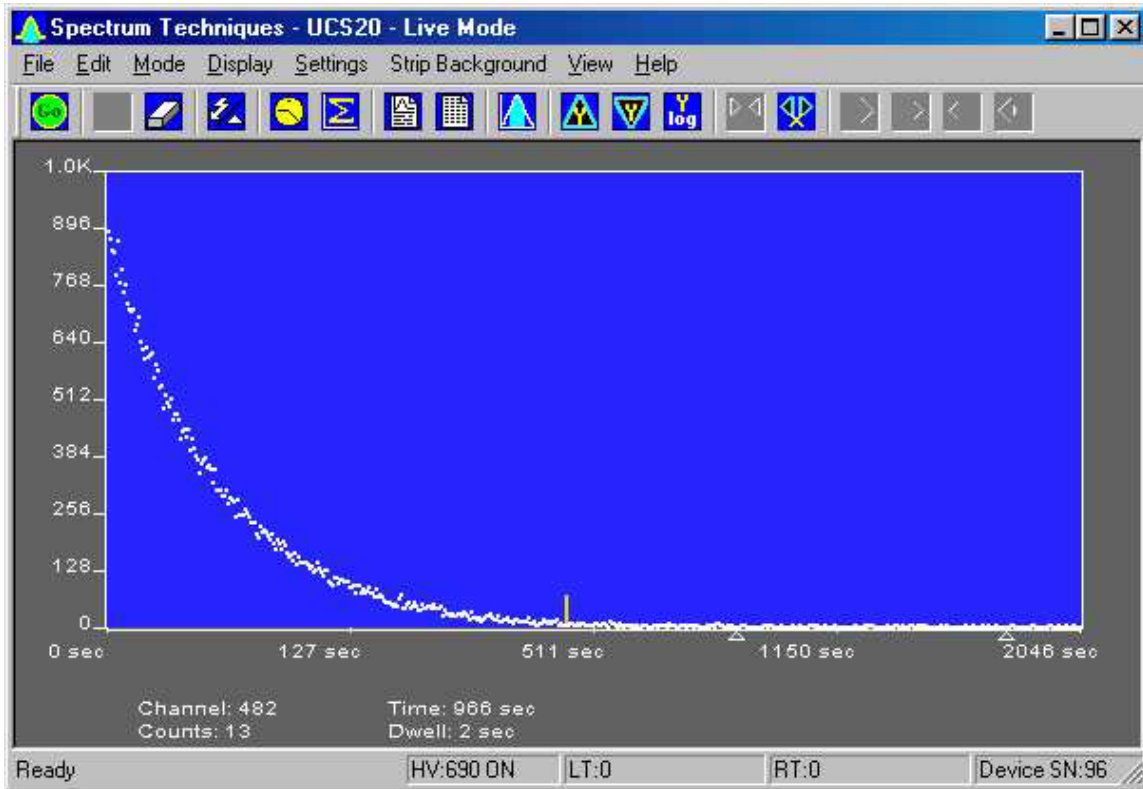 Spectrum Techniques - UCS20 - Live Mode
File Edit Mode Display Settings Strip Background View Help
Go Σ Y log
1.0K
896
768
640
512
384
256
128
0
0 sec 127 sec 511 sec 1150 sec 2046 sec
Channel: 482 Time: 966 sec
Counts: 13 Dwell: 2 sec
Ready HV:690 ON LT:0 RT:0 Device SN:96